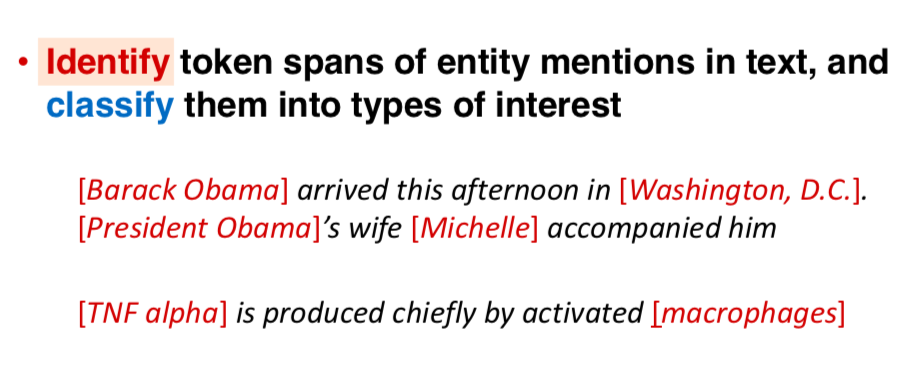 • Identify token spans of entity mentions in text, and
classify them into types of interest
[Barack Obama] arrived this afternoon in [Washington, D.C.].
[President Obama]’s wife [Michelle] accompanied him
[TNF alpha] is produced chiefly by activated [macrophages]